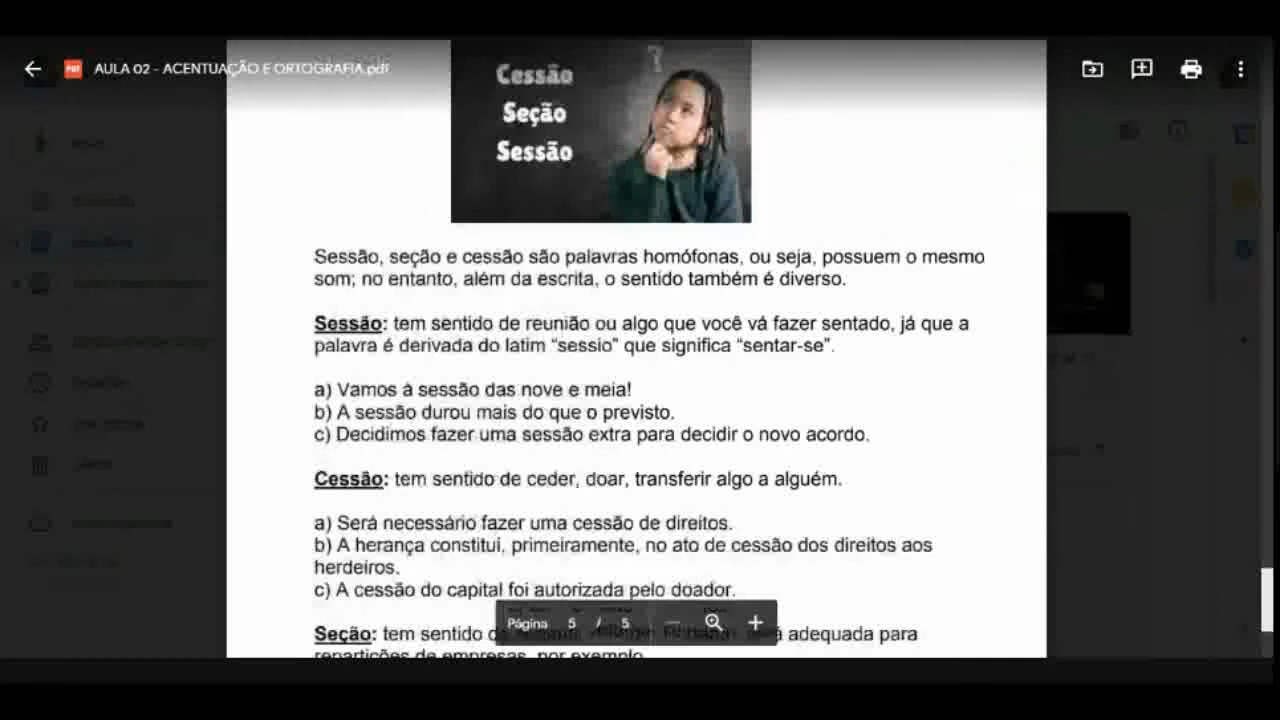 AULA 02 - ACENTUAÇÃO E ORTOGRAFIA.pdf
Cessão
Seção
Sessão
Sessão, seção e cessão são palavras homófonas, ou seja, possuem o mesmo
som; no entanto, além da escrita, o sentido também é diverso.
Sessão: tem sentido de reunião ou algo que você vá fazer sentado, já que a
palavra é derivada do latim “sessio” que significa “sentar-se”.
a) Vamos à sessão das nove e meia!
b) A sessão durou mais do que o previsto.
c) Decidimos fazer uma sessão extra para decidir o novo acordo.
Cessão: tem sentido de ceder, doar, transferir algo a alguém.
a) Será necessário fazer uma cessão de direitos.
b) A herança constitui, primeiramente, no ato de cessão dos direitos aos
herdeiros.
c) A cessão do capital foi autorizada pelo doador.
Página 5 / 5
Seção: tem sentido adequada para
repartições de empresas, por exemplo